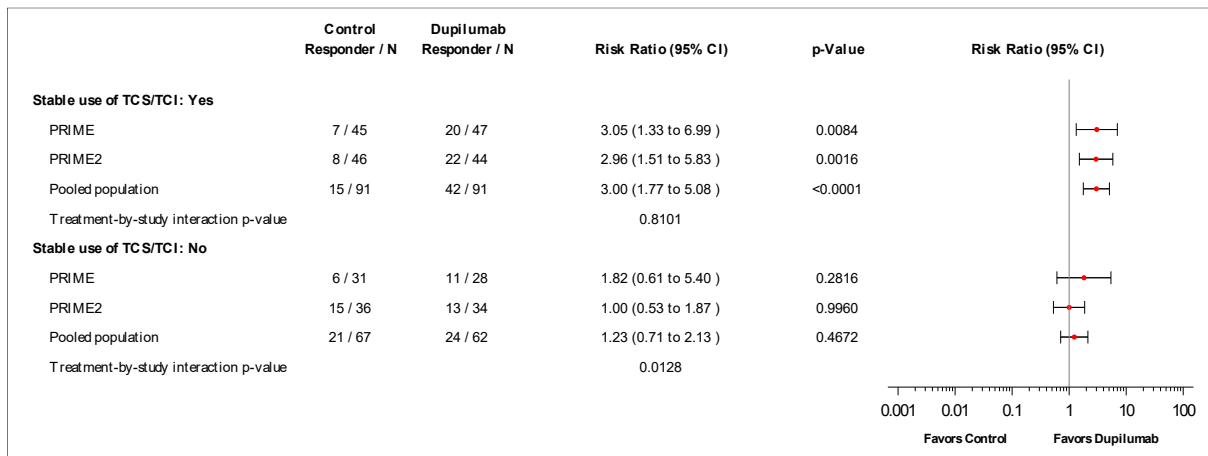 Control Dupilumab
Responder / N Responder / N Risk Ratio (95% CI) p-Value Risk Ratio (95% CI)
Stable use of TCS/TCI: Yes
PRIME 7 / 45 20 / 47 3.05 (1.33 to 6.99 ) 0.0084
PRIME2 8 / 46 22 / 44 2.96 (1.51 to 5.83 ) 0.0016
Pooled population 15 / 91 42 / 91 3.00 (1.77 to 5.08 ) <0.0001
Treatment-by-study interaction p-value 0.8101
Stable use of TCS/TCI: No
PRIME 6 / 31 11 / 28 1.82 (0.61 to 5.40 ) 0.2816
PRIME2 15 / 36 13 / 34 1.00 (0.53 to 1.87 ) 0.9960
Pooled population 21 / 67 24 / 62 1.23 (0.71 to 2.13 ) 0.4672
Treatment-by-study interaction p-value 0.0128
0.001 0.01 0.1 1 10 100
Favors Control Favors Dupilumab